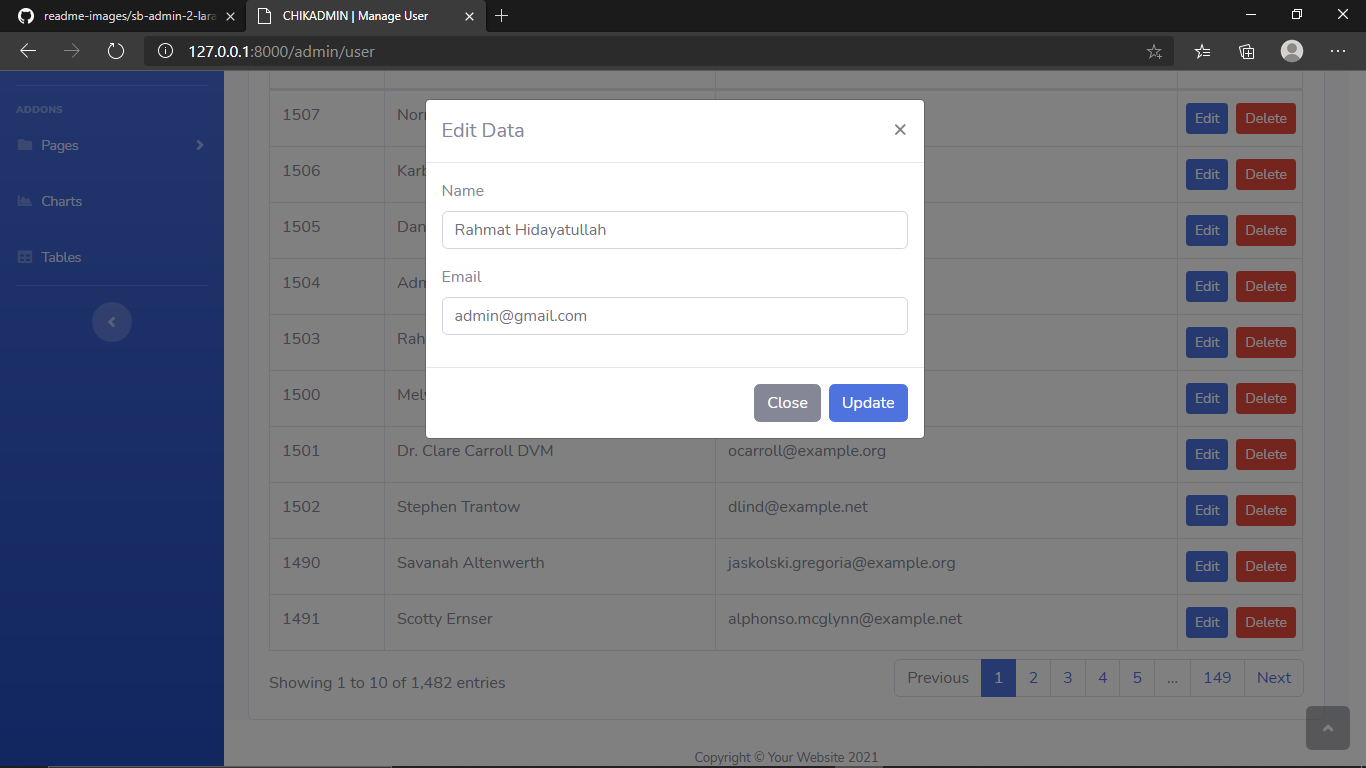 readme-images/sb-admin-2-lara
CHIKADMIN | Manage User
127.0.0.1:8000/admin/user
ADDONS
Pages
Charts
Tables
Edit Data
Name
Rahmat Hidayatullah
Email
admin@gmail.com
Close Update
1507 Edit Delete
1506 Edit Delete
1505 Dan Edit Delete
1504 Adm Edit Delete
1503 Rah Edit Delete
1500 Edit Delete
1501 Dr. Clare Carroll DVM ocarroll@example.org Edit Delete
1502 Stephen Trantow dlind@example.net Edit Delete
1490 Savanah Altenwerth jaskolski.gregoria@example.org Edit Delete
1491 Scotty Ernser alphonso.mcglynn@example.net Edit Delete
Showing 1 to 10 of 1,482 entries
Previous 1 2 3 4 5 ... 149 Next
Copyright © Your Website 2021